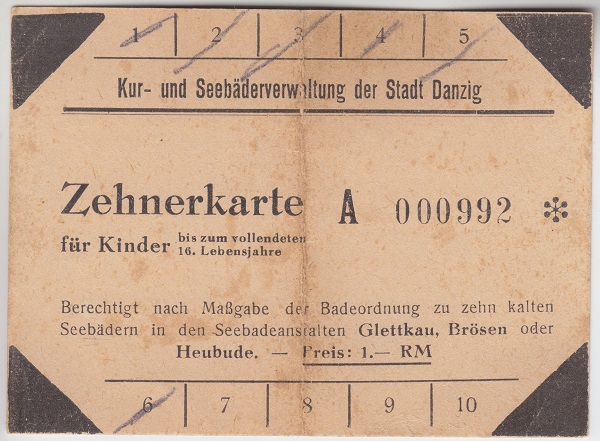 1 2 3 4 5
Kur- und Seebäderverwaltung der Stadt Danzig
Zehnerkarte A 000992 *
für Kinder bis zum vollendeten
16. Lebensjahre
Berechtigt nach Maßgabe der Badeordnung zu zehn kalten
Seebädern in den Seebadeanstalten Glettkau, Brösen oder
Heubude. — Preis: 1.— RM
6 7 8 9 10